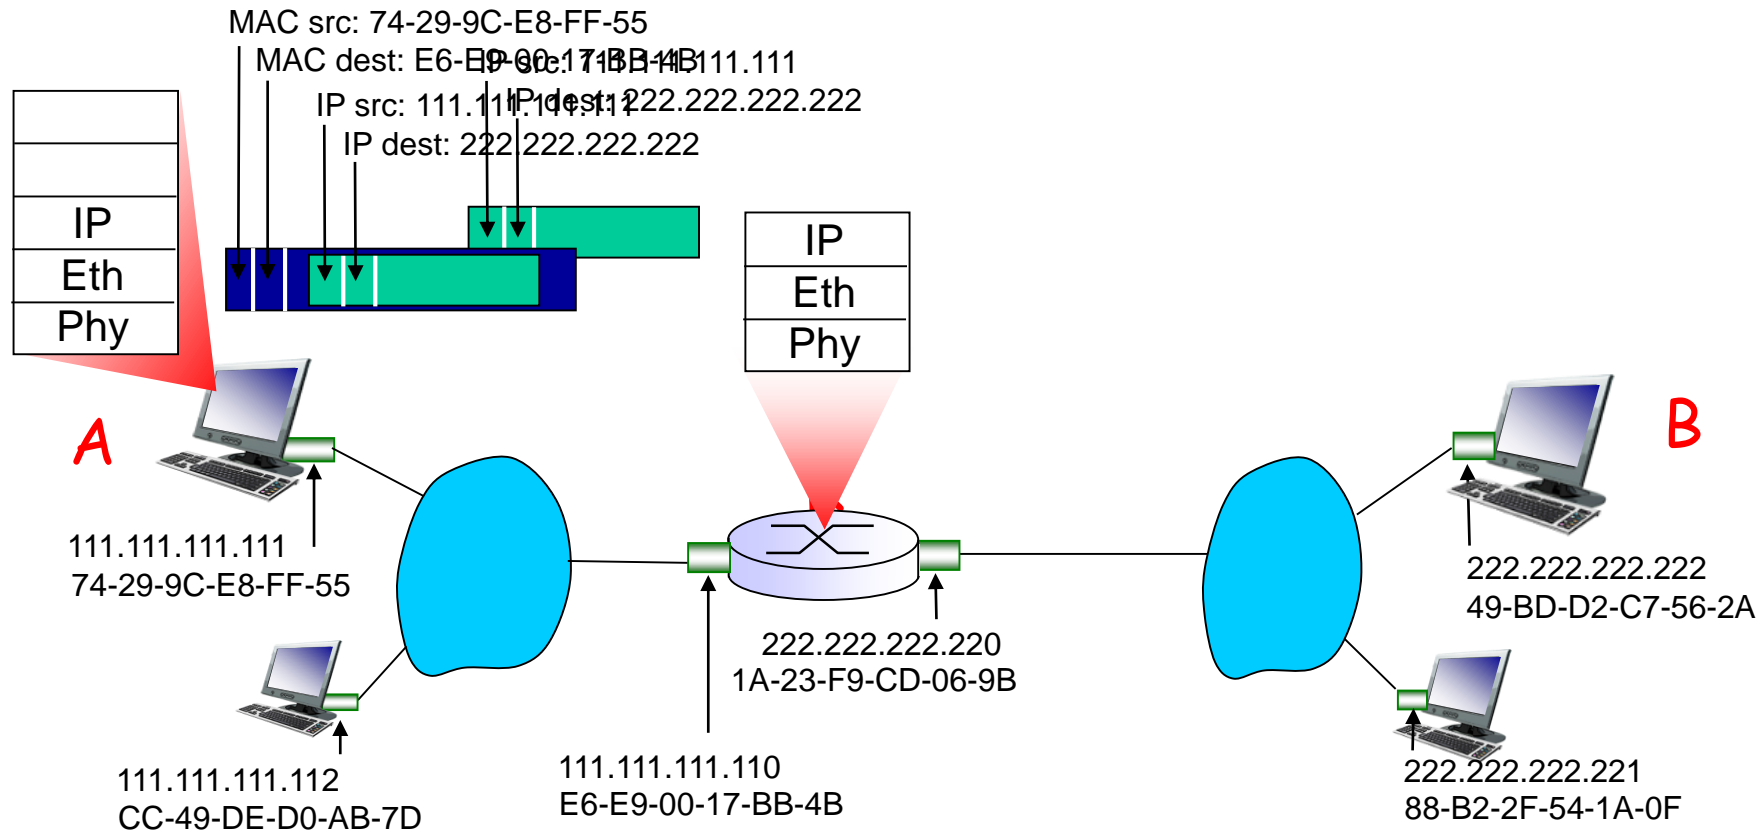 MAC src: 74-29-9C-E8-FF-55
MAC dest: E6-E9-00-17-BB-4B
IP src: 111.111.111.111
IP src: 111.111.111.111
IP dest: 222.222.222.222
IP dest: 222.222.222.222
IP
Eth
Phy
IP
Eth
Phy
A
B
111.111.111.111
74-29-9C-E8-FF-55
222.222.222.222
49-BD-D2-C7-56-2A
222.222.222.220
1A-23-F9-CD-06-9B
111.111.111.112
CC-49-DE-D0-AB-7D
111.111.111.110
E6-E9-00-17-BB-4B
222.222.222.221
88-B2-2F-54-1A-0F